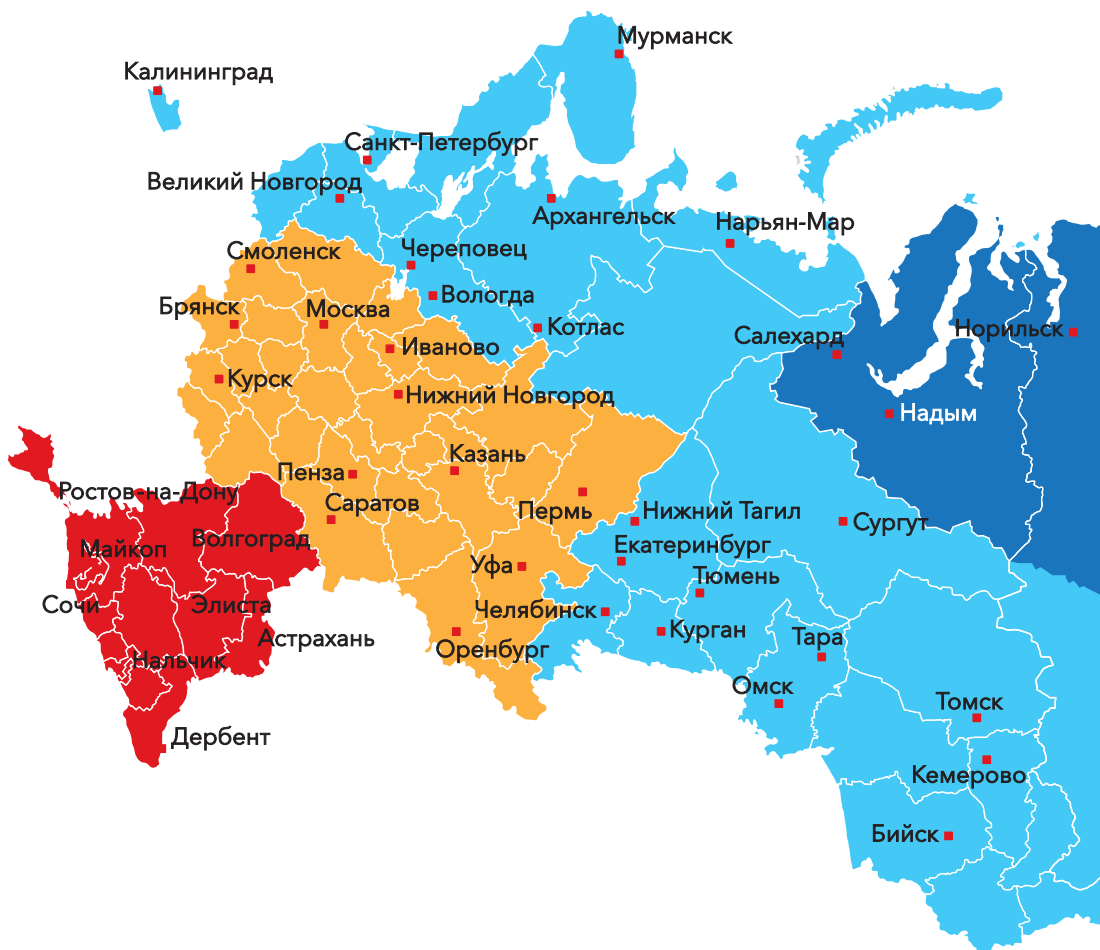 Мурманск
Калининград
Санкт-Петербург
Великий Новгород
Архангельск
Нарьян-Мар
Смоленск
Череповец
Вологда
Брянск
Москва
Котлас
Норильск
Салехард
Иваново
Курск
Нижний Новгород
Надым
Казань
Пенза
Ростов-на-Дону
Саратов
Пермь
Нижний Тагил
Сургут
Волгоград
Майкоп
Екатеринбург
Уфа
Тюмень
Сочи
Элиста
Челябинск
Астрахань
Курган
Тара
Оренбург
Нальчик
Омск
Томск
Дербент
Кемерово
Бийск